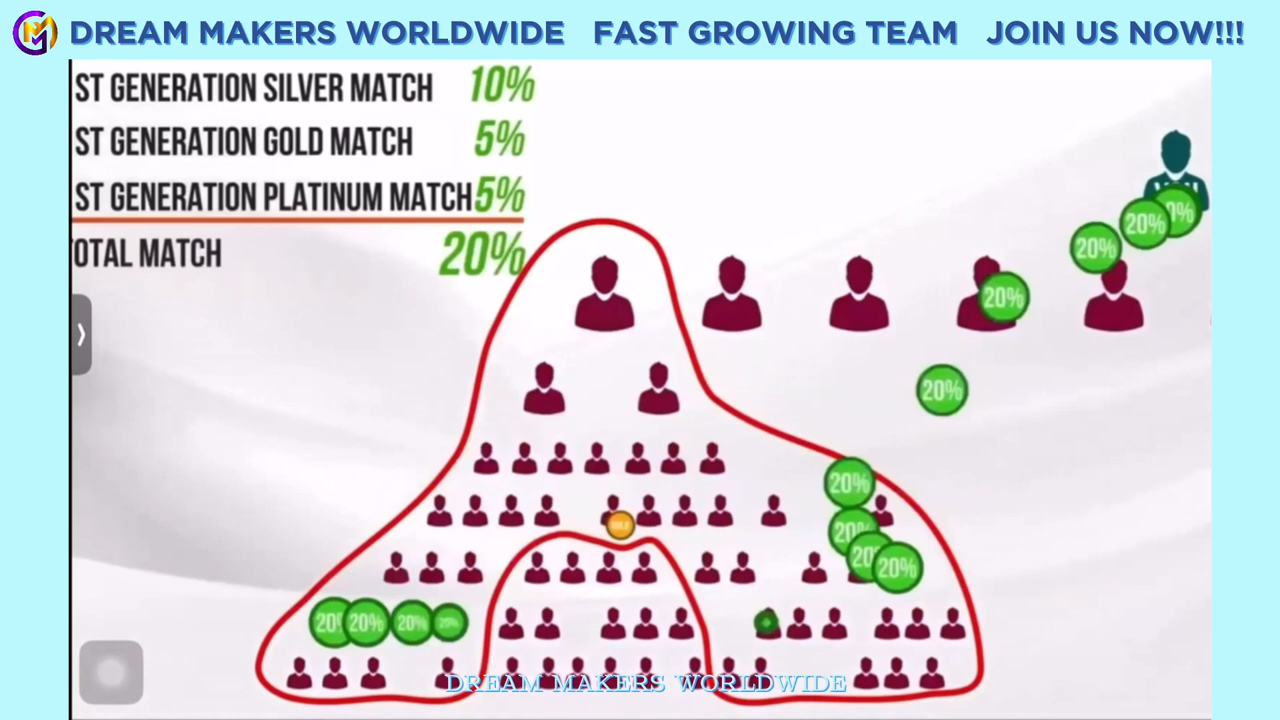 DREAM MAKERS WORLDWIDE FAST GROWING TEAM JOIN US NOW!!!
ST GENERATION SILVER MATCH 10%
ST GENERATION GOLD MATCH 5%
ST GENERATION PLATINUM MATCH 5%
OTAL MATCH 20%
0%
20%
20%
20%
20%
20%
20%
20
20%
20
20%
20%
20%
DREAM MAKERS WORLDWIDE